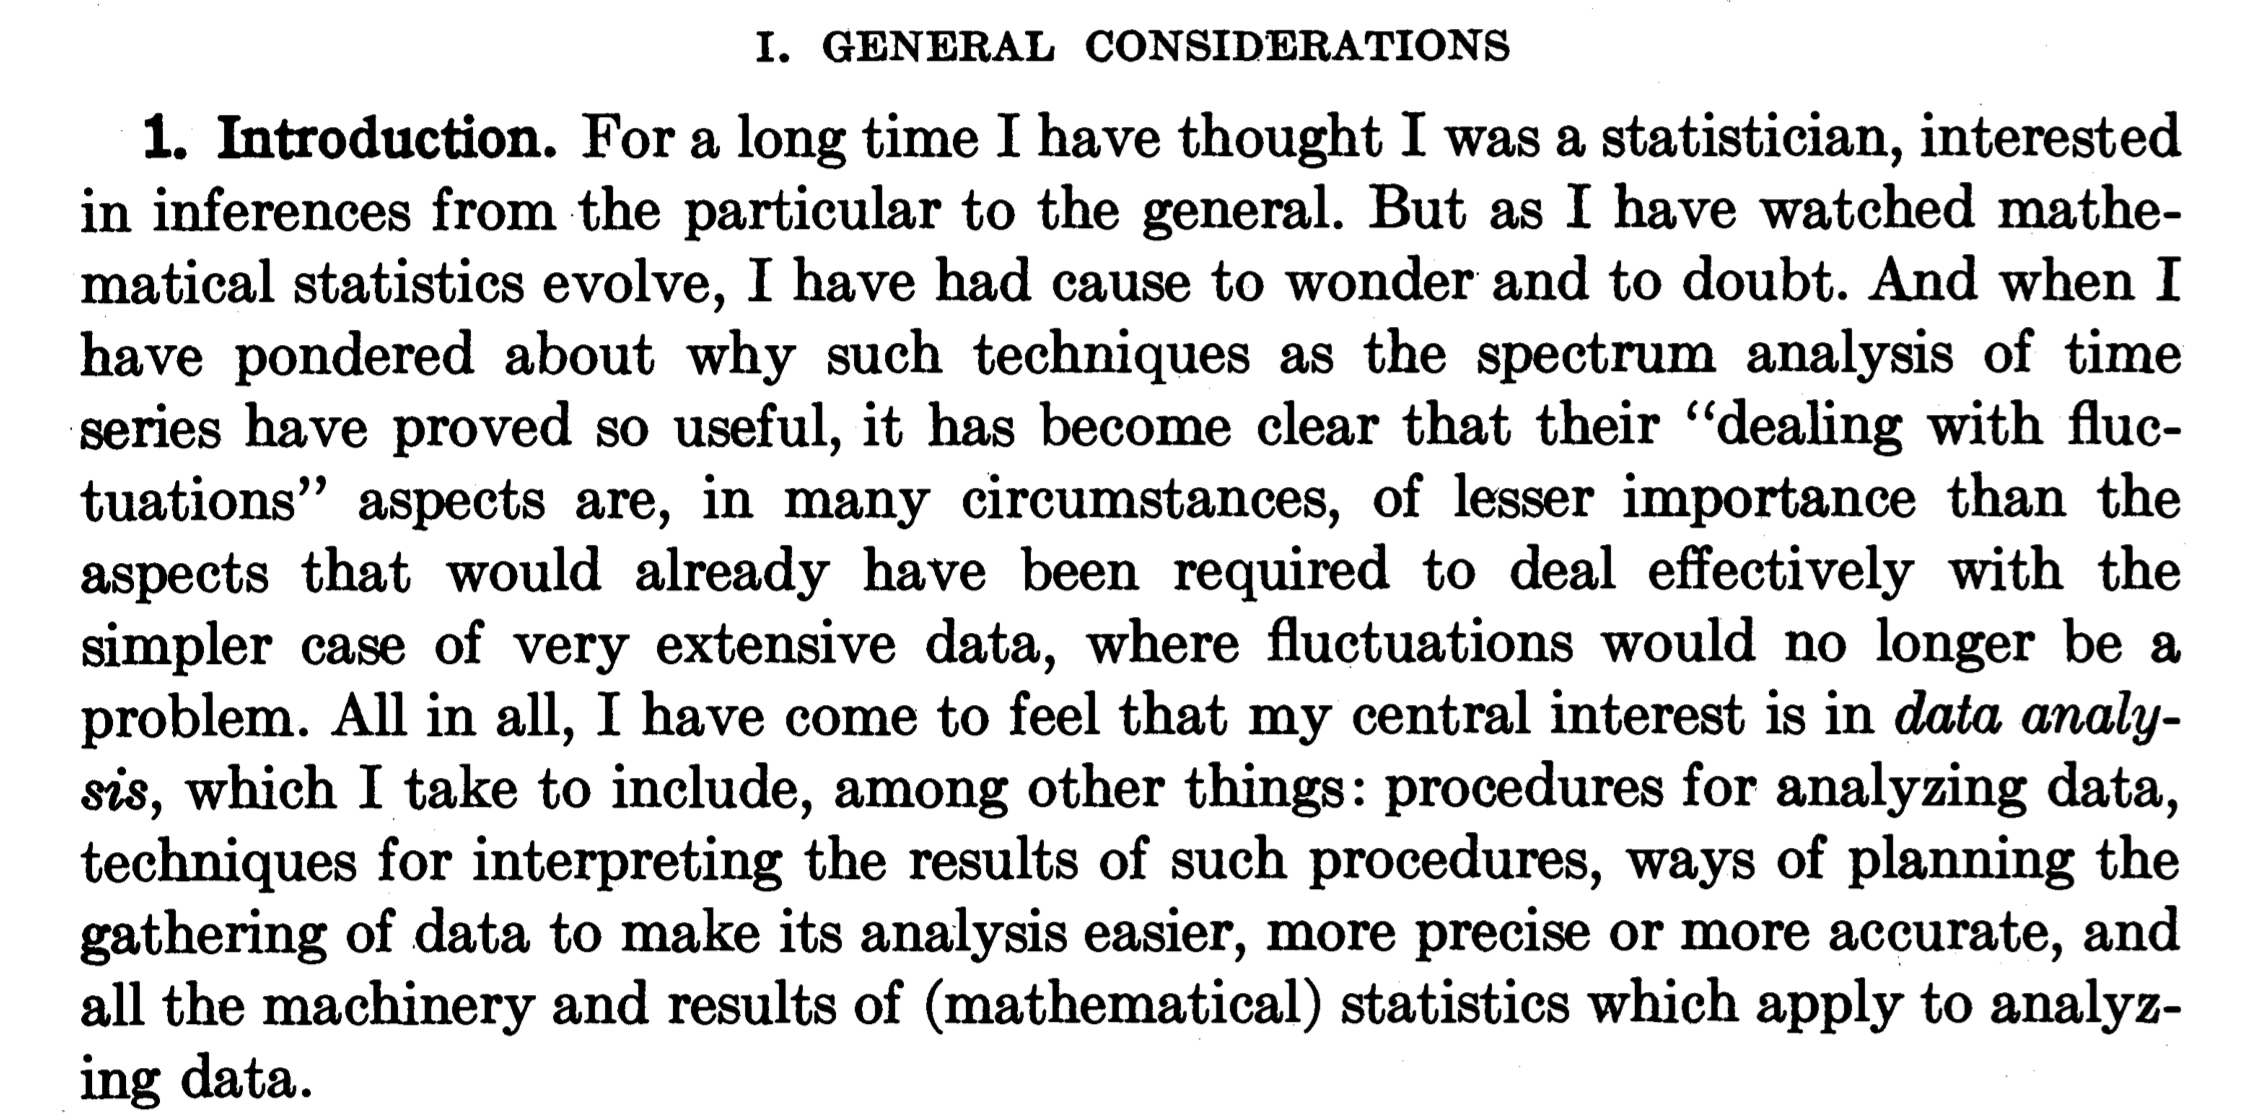 I. GENERAL CONSIDERATIONS
1. Introduction. For a long time I have thought I was a statistician, interested
in inferences from the particular to the general. But as I have watched mathe-
matical statistics evolve, I have had cause to wonder and to doubt. And when I
have pondered about why such techniques as the spectrum analysis of time
series have proved so useful, it has become clear that their “dealing with fluc-
tuations” aspects are, in many circumstances, of lesser importance than the
aspects that would already have been required to deal effectively with the
simpler case of very extensive data, where fluctuations would no longer be a
problem. All in all, I have come to feel that my central interest is in data analy-
sis, which I take to include, among other things: procedures for analyzing data,
techniques for interpreting the results of such procedures, ways of planning the
gathering of data to make its analysis easier, more precise or more accurate, and
all the machinery and results of (mathematical) statistics which apply to analyz-
ing data.